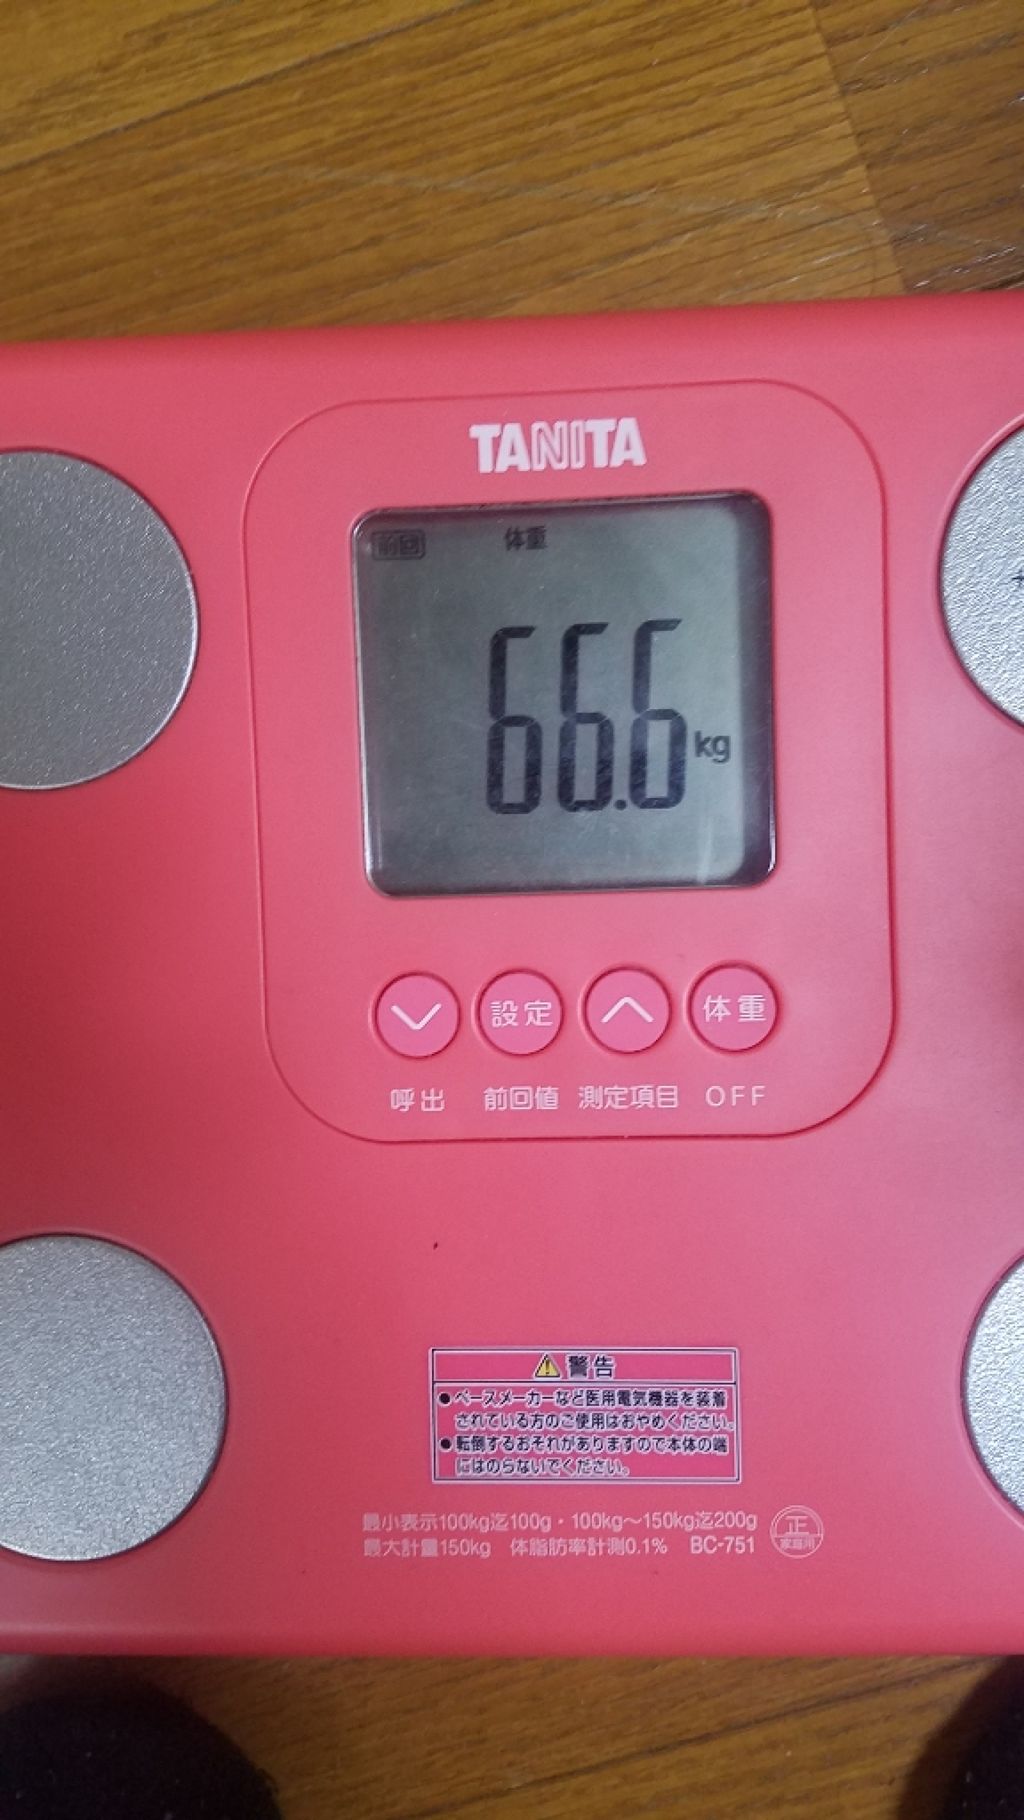 TANITA
前回 体重
66.6kg
設定 体重
呼出 前回値 測定項目 OFF
警告
●ペースメーカーなど医用電気機器を装着
されている方のご使用はおやめください。
●転倒するおそれがありますので本体の端
にはのらないでください。
最小表示100kg迄100g・100kg〜150kg迄200g
最大計量150kg 体脂肪率計測0.1% BC-751
正
家庭用